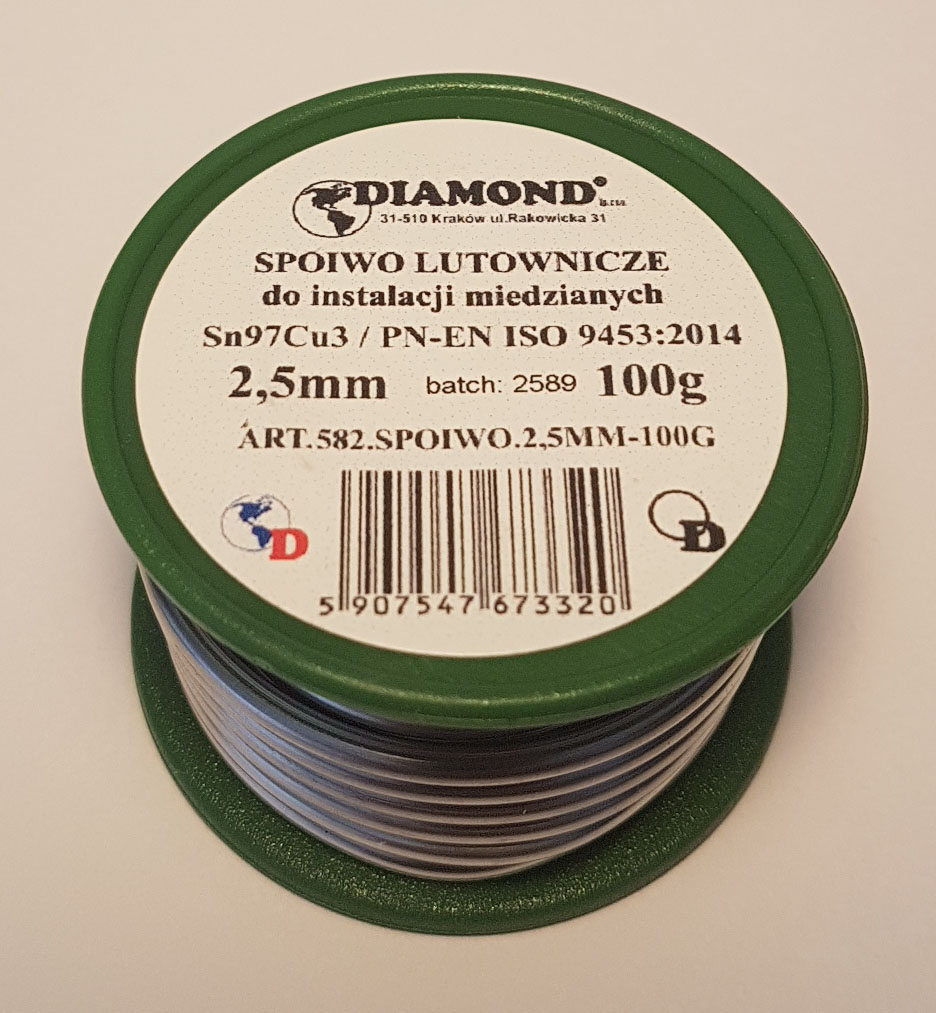 DIAMOND®
31-510 Kraków ul.Rakowicka 31
SPOIWO LUTOWNICZE
do instalacji miedzianych
Sn97Cu3 / PN-EN ISO 9453:2014
2,5mm batch: 2589 100g
ART.582.SPOIWO.2,5MM-100G
D D
5 907547 673320